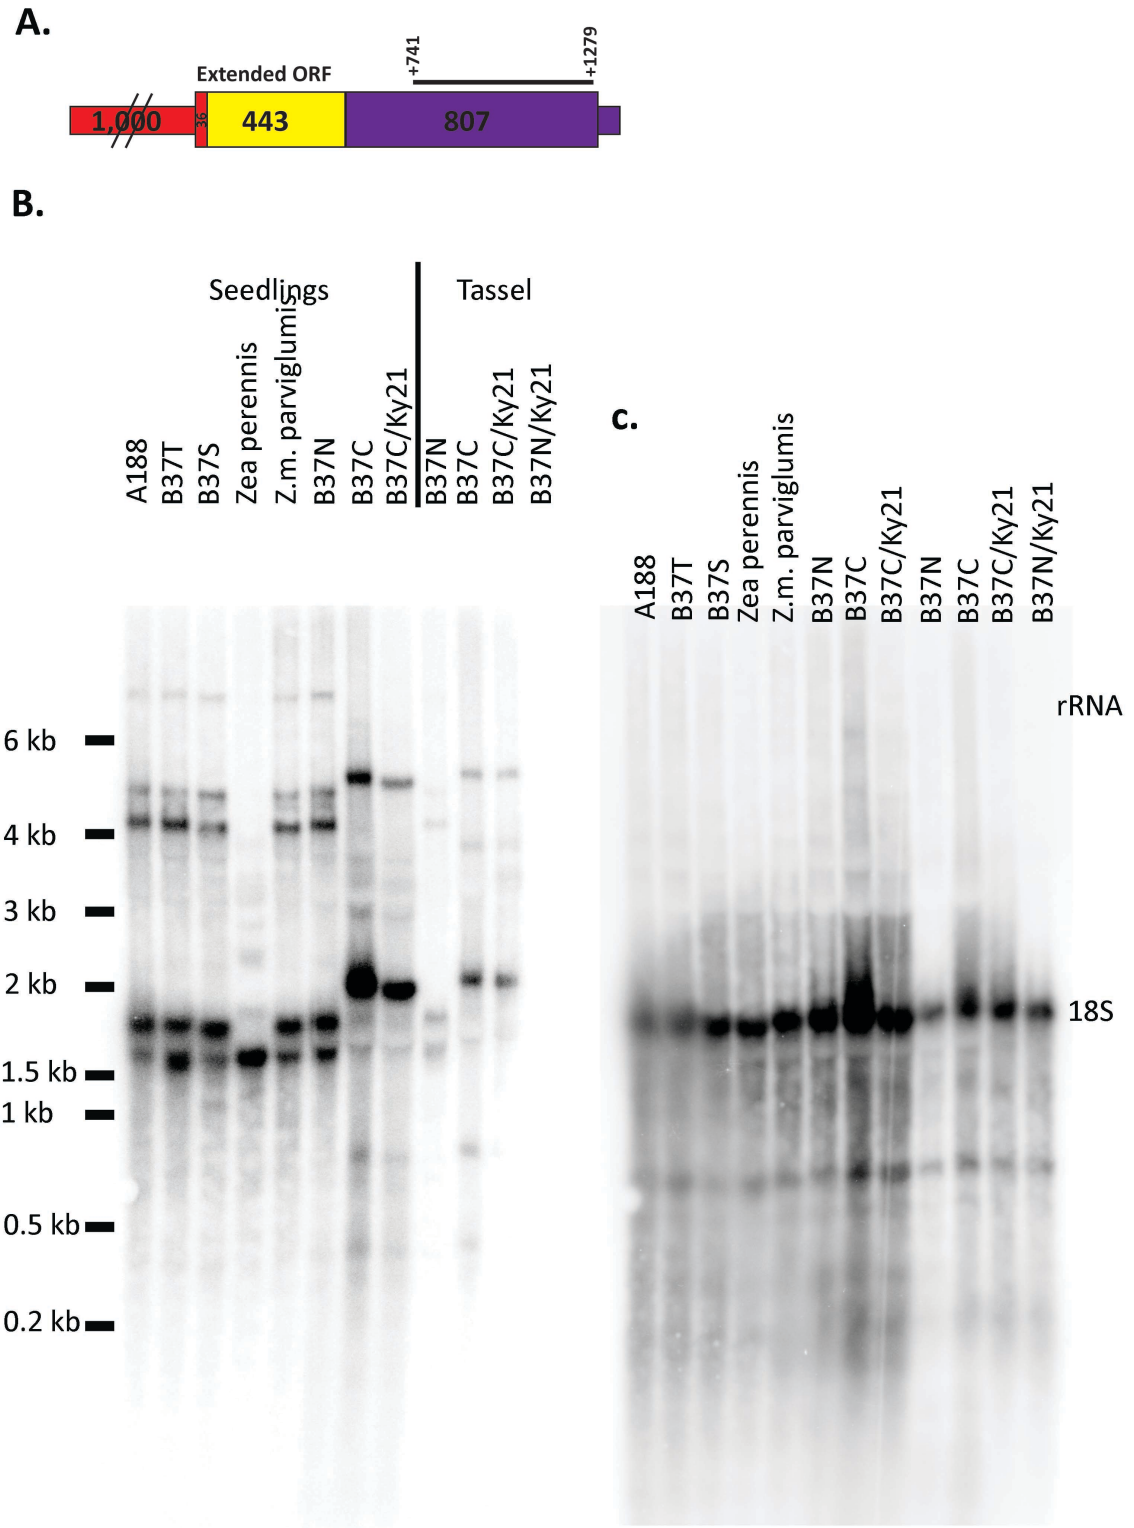 A.
+741
+1279
Extended ORF
1,000
36
443
807
B.
Seedlings
Tassel
A188
B37T
B37S
Zea perennis
Z.m. parviglumis
B37N
B37C
B37C/Ky21
B37N
B37C
B37C/Ky21
B37N/Ky21
6 kb
4 kb
3 kb
2 kb
1.5 kb
1 kb
0.5 kb
0.2 kb
c.
A188
B37T
B37S
Zea perennis
Z.m. parviglumis
B37N
B37C
B37C/Ky21
B37N
B37C
B37C/Ky21
B37N/Ky21
rRNA
18S